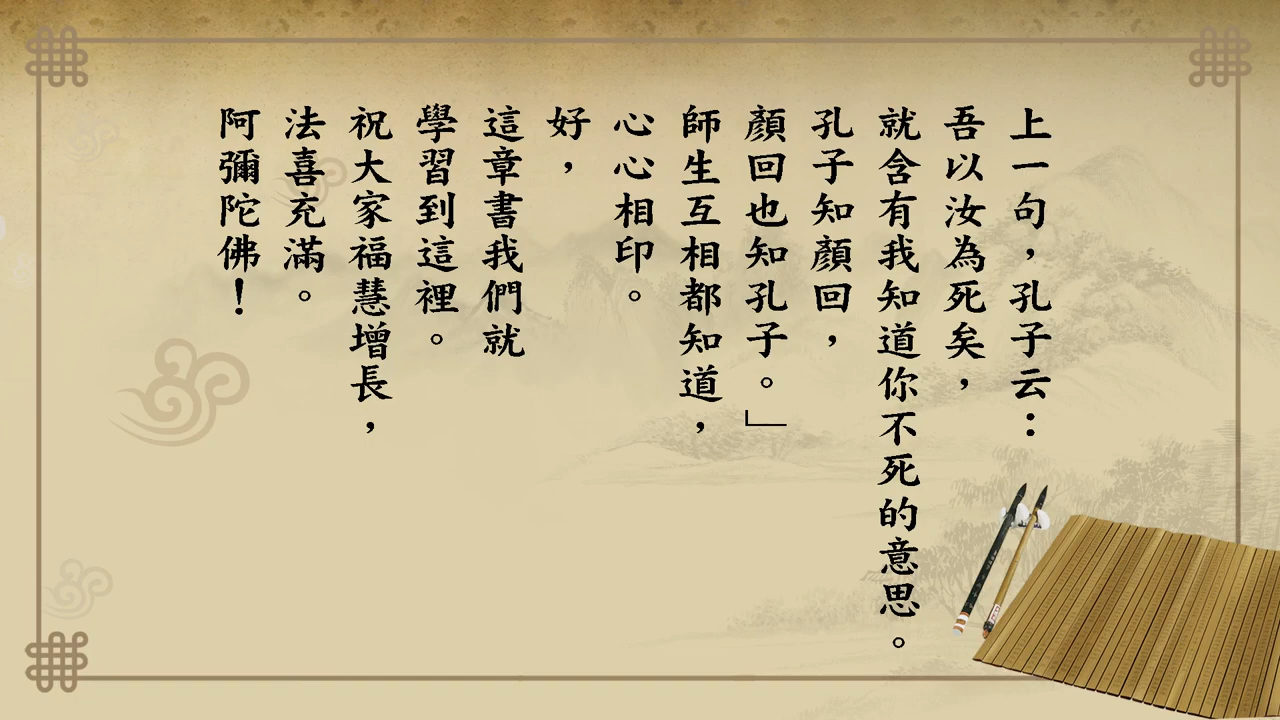 上一句，孔子云：
吾以汝為死矣，
就含有我知道你不死的意思。
孔子知顏回，
顏回也知孔子。」
師生互相都知道，
心心相印。
好，
這章書我們就
學習到這裡。
祝大家福慧增長，
法喜充滿。
阿彌陀佛！